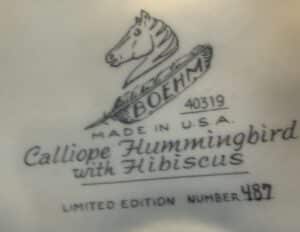 BOEHM
40319
MADE IN U.S.A.
Calliope Hummingbird
with Hibiscus
LIMITED EDITION NUMBER 487